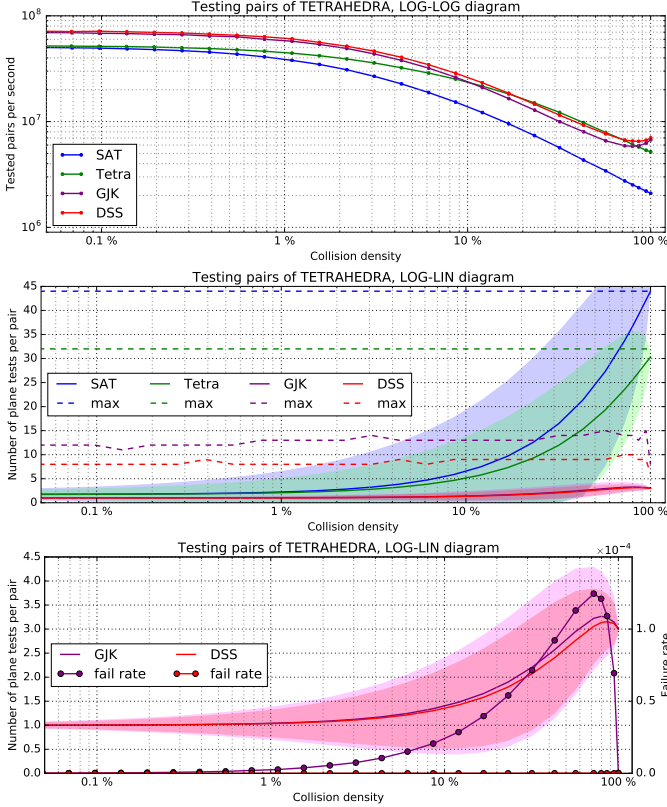 Testing pairs of TETRAHEDRA, LOG-LOG diagram
10^8
10^7
10^6
Tested pairs per second
SAT
Tetra
GJK
DSS
0.1 % 1 % 10 % 100 %
Collision density
Testing pairs of TETRAHEDRA, LOG-LIN diagram
45
40
35
30
25
20
15
10
5
0
Number of plane tests per pair
SAT Tetra GJK DSS
max max max max
0.1 % 1 % 10 % 100 %
Collision density
Testing pairs of TETRAHEDRA, LOG-LIN diagram
×10^-4
4.5
4.0
3.5
3.0
2.5
2.0
1.5
1.0
0.5
0.0
Number of plane tests per pair
GJK DSS
fail rate fail rate
1.0
0.5
0.0
Failure rate
0.1 % 1 % 10 % 100 %
Collision density